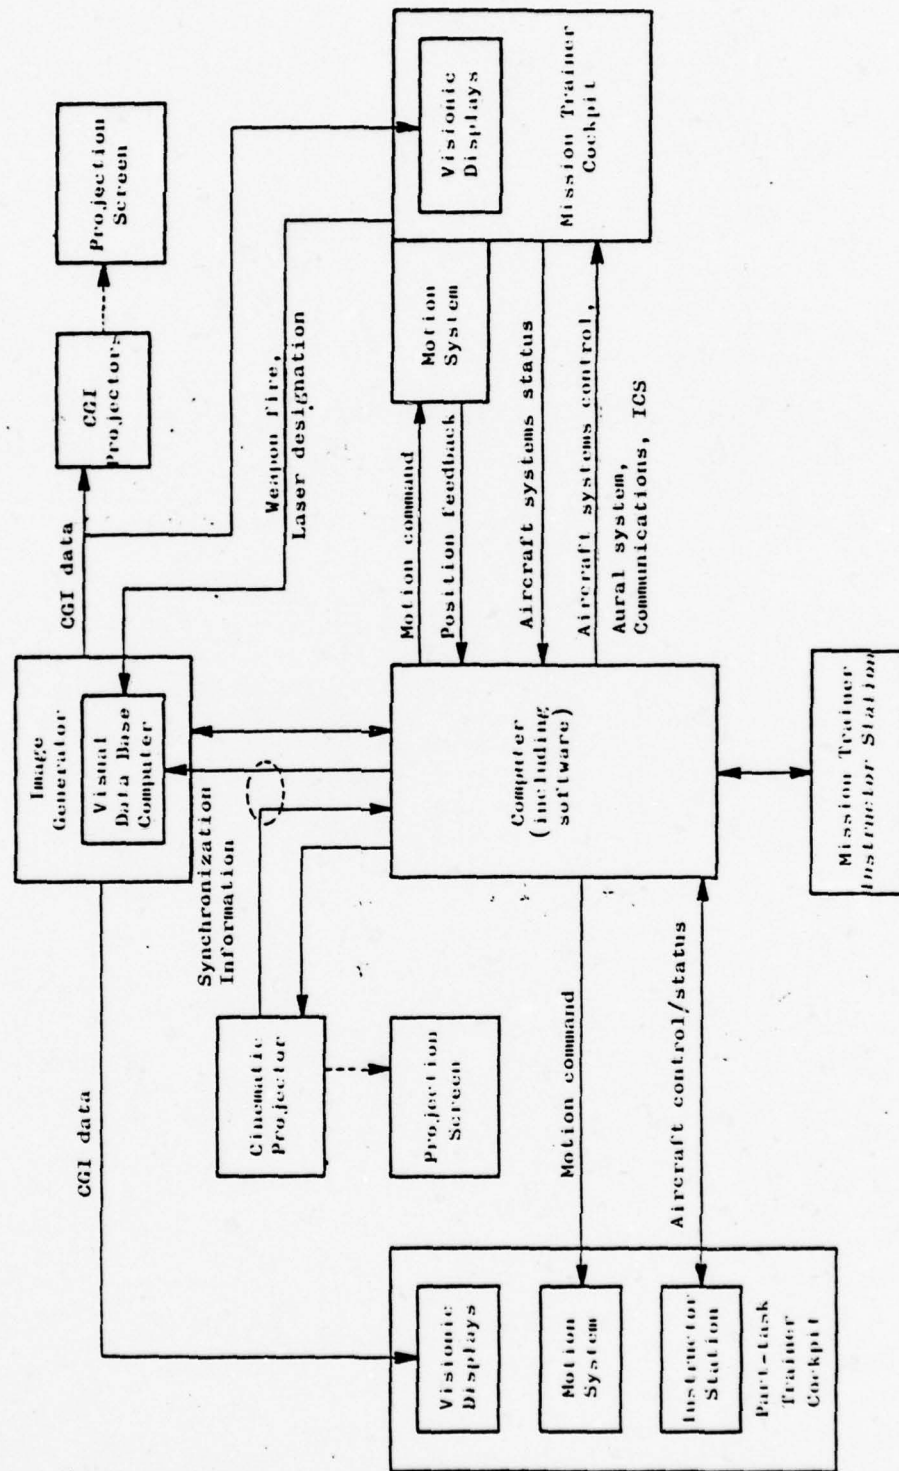 CGI data
Image
Generator
Visual
Data Base
Computer
CGI data
CGI
Projectors
Projection
Screen
Synchronization
Information
Weapon fire,
Laser designation
Cinematic
Projector
Projection
Screen
Visionic
Displays
Motion
System
Instructor
Station
Part-task
Trainer
Cockpit
Motion command
Aircraft control/status
Computer
(including
software)
Motion command
Position feedback
Aircraft systems status
Aircraft systems control,
Aural system,
Communications, ICS
Motion
System
Visionic
Displays
Mission Trainer
Cockpit
Mission Trainer
Instructor Station